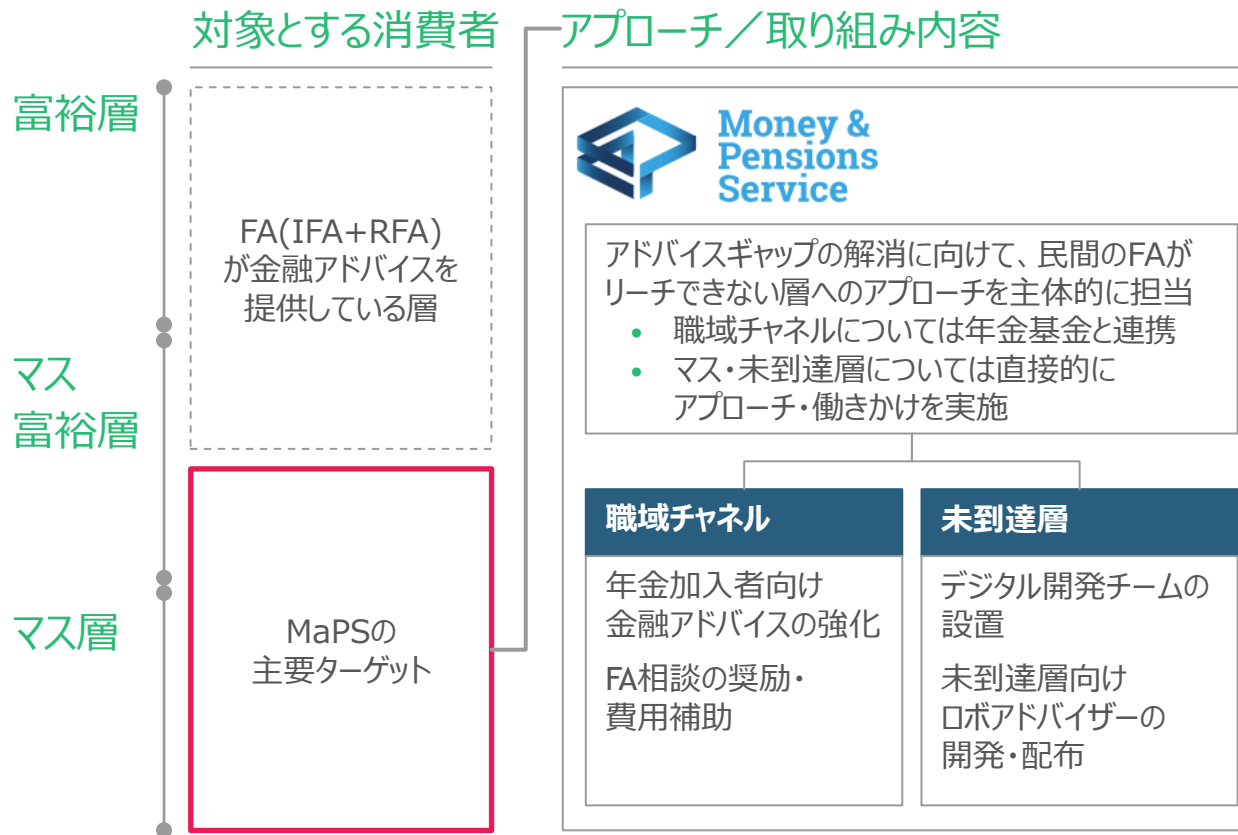 対象とする消費者
アプローチ／取り組み内容
富裕層
マス
富裕層
マス層
FA(IFA+RFA)
が金融アドバイスを
提供している層
MaPSの
主要ターゲット
Money &
Pensions
Service
アドバイスギャップの解消に向けて、民間のFAが
リーチできない層へのアプローチを主体的に担当
• 職域チャネルについては年金基金と連携
• マス・未到達層については直接的に
アプローチ・働きかけを実施
職域チャネル
年金加入者向け
金融アドバイスの強化
FA相談の奨励・
費用補助
未到達層
デジタル開発チームの
設置
未到達層向け
ロボアドバイザーの
開発・配布